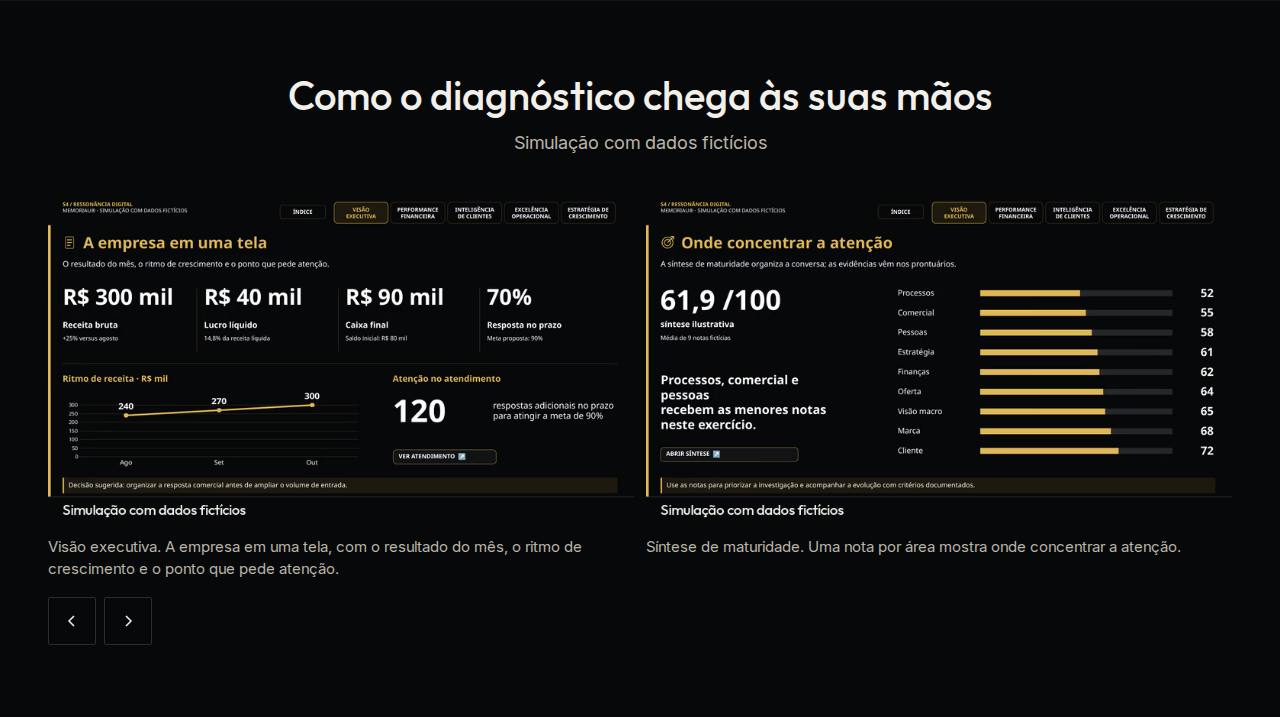 Como o diagnóstico chega às suas mãos
Simulação com dados fictícios
S4 / RESSONÂNCIA DIGITAL
MEMORIAUR · SIMULAÇÃO COM DADOS FICTÍCIOS
ÍNDICE
VISÃO
EXECUTIVA
PERFORMANCE
FINANCEIRA
INTELIGÊNCIA
DE CLIENTES
EXCELÊNCIA
OPERACIONAL
ESTRATÉGIA DE
CRESCIMENTO
A empresa em uma tela
O resultado do mês, o ritmo de crescimento e o ponto que pede atenção.
R$ 300 mil
Receita bruta
+25% versus agosto
R$ 40 mil
Lucro líquido
14,8% da receita líquida
R$ 90 mil
Caixa final
Saldo inicial: R$ 80 mil
70%
Resposta no prazo
Meta proposta: 90%
Ritmo de receita · R$ mil
300
250
200
150
100
50
0
240
270
300
Ago
Set
Out
Atenção no atendimento
120
respostas adicionais no prazo
para atingir a meta de 90%
VER ATENDIMENTO
Decisão sugerida: organizar a resposta comercial antes de ampliar o volume de entrada.
Simulação com dados fictícios
Visão executiva. A empresa em uma tela, com o resultado do mês, o ritmo de
crescimento e o ponto que pede atenção.
S4 / RESSONÂNCIA DIGITAL
MEMORIAUR · SIMULAÇÃO COM DADOS FICTÍCIOS
ÍNDICE
VISÃO
EXECUTIVA
PERFORMANCE
FINANCEIRA
INTELIGÊNCIA
DE CLIENTES
EXCELÊNCIA
OPERACIONAL
ESTRATÉGIA DE
CRESCIMENTO
Onde concentrar a atenção
A síntese de maturidade organiza a conversa; as evidências vêm nos prontuários.
61,9 /100
síntese ilustrativa
Média de 9 notas fictícias
Processos, comercial e
pessoas
recebem as menores notas
neste exercício.
ABRIR SÍNTESE
Processos 52
Comercial 55
Pessoas 58
Estratégia 61
Finanças 62
Oferta 64
Visão macro 65
Marca 68
Cliente 72
Use as notas para priorizar a investigação e acompanhar a evolução com critérios documentados.
Simulação com dados fictícios
Síntese de maturidade. Uma nota por área mostra onde concentrar a atenção.